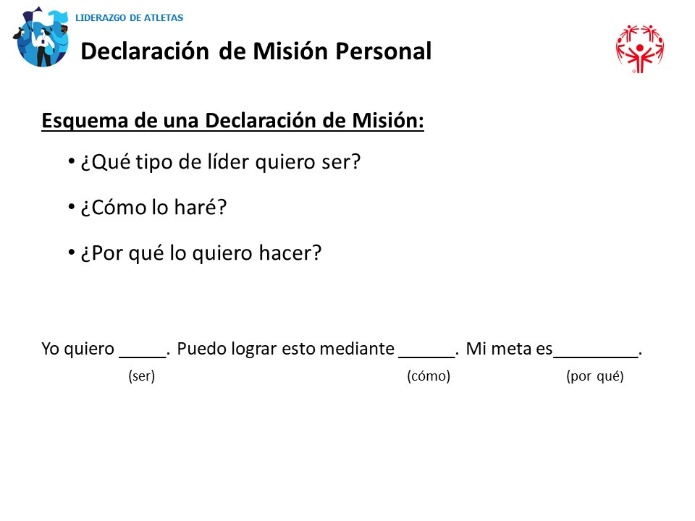 LIDERAZGO DE ATLETAS
Declaración de Misión Personal
Esquema de una Declaración de Misión:
• ¿Qué tipo de líder quiero ser?
• ¿Cómo lo haré?
• ¿Por qué lo quiero hacer?
Yo quiero _____. Puedo lograr esto mediante ______. Mi meta es_________.
(ser) (cómo) (por qué)